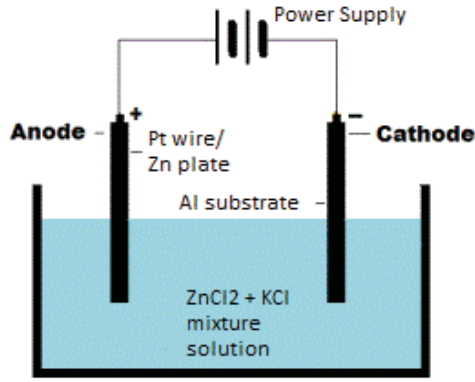 Power Supply
+
−
Anode
Cathode
Pt wire/
Zn plate
Al substrate
ZnCl2 + KCl
mixture
solution